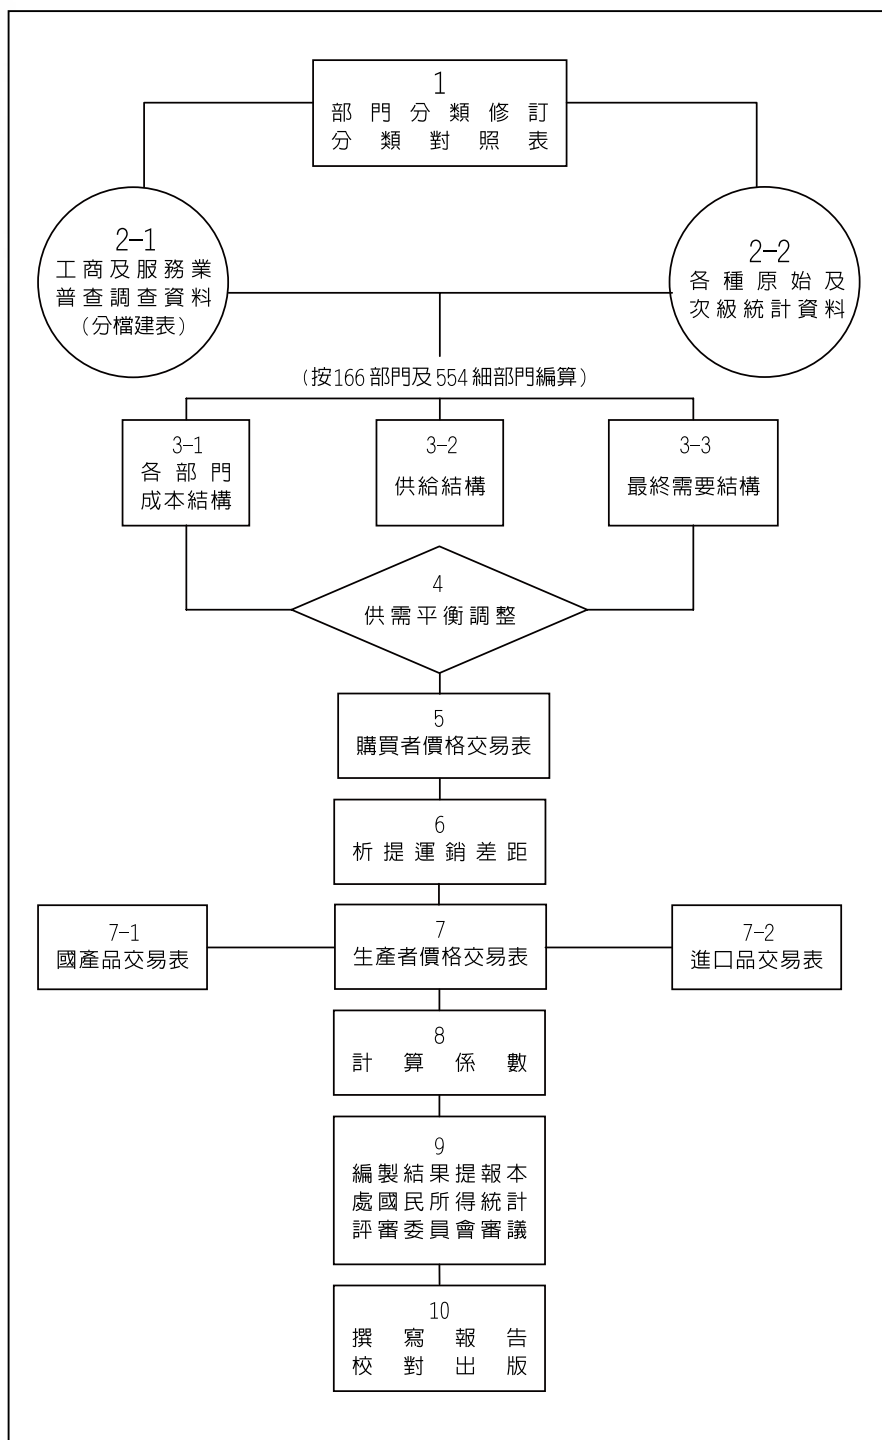 1
部門分類修訂
分類對照表
2-1
工商及服務業
普查調查資料
(分檔建表)
2-2
各種原始及
次級統計資料
(按166部門及554細部門編算)
3-1
各部門
成本結構
3-2
供給結構
3-3
最終需要結構
4
供需平衡調整
5
購買者價格交易表
6
析提運銷差距
7-1
國產品交易表
7
生產者價格交易表
7-2
進口品交易表
8
計算係數
9
編製結果提報本
處國民所得統計
評審委員會審議
10
撰寫報告
校對出版